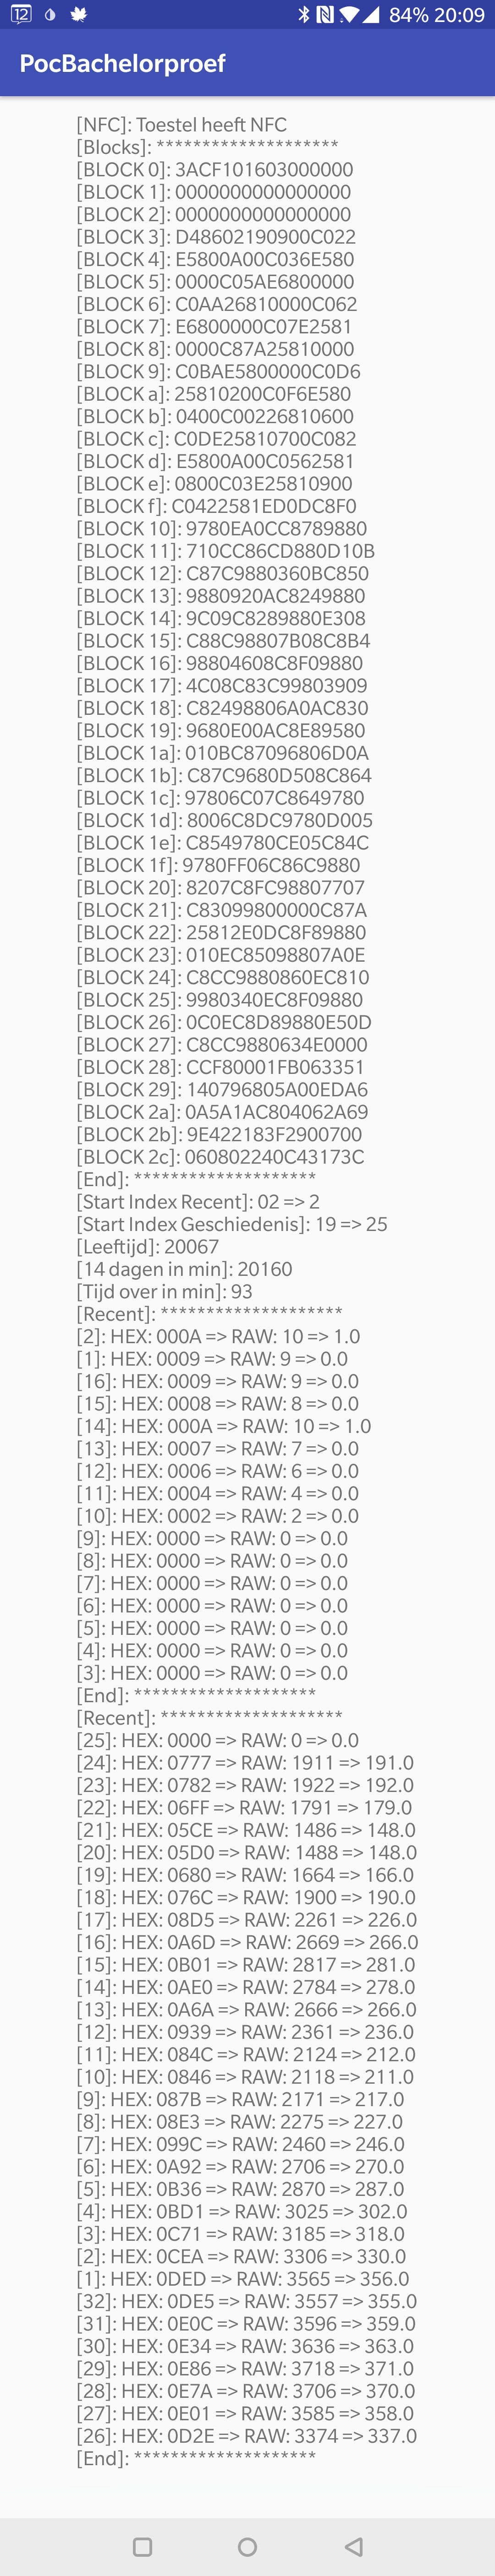 12 84% 20:09
PocBachelorproef
[NFC]: Toestel heeft NFC
[Blocks]: ********************
[BLOCK 0]: 3ACF101603000000
[BLOCK 1]: 0000000000000000
[BLOCK 2]: 0000000000000000
[BLOCK 3]: D48602190900C022
[BLOCK 4]: E5800A00C036E580
[BLOCK 5]: 0000C05AE6800000
[BLOCK 6]: C0AA26810000C062
[BLOCK 7]: E6800000C07E2581
[BLOCK 8]: 0000C87A25810000
[BLOCK 9]: C0BAE5800000C0D6
[BLOCK a]: 25810200C0F6E580
[BLOCK b]: 0400C00226810600
[BLOCK c]: C0DE25810700C082
[BLOCK d]: E5800A00C0562581
[BLOCK e]: 0800C03E25810900
[BLOCK f]: C0422581ED0DC8F0
[BLOCK 10]: 9780EA0CC8789880
[BLOCK 11]: 710CC86CD880D10B
[BLOCK 12]: C87C9880360BC850
[BLOCK 13]: 9880920AC8249880
[BLOCK 14]: 9C09C8289880E308
[BLOCK 15]: C88C98807B08C8B4
[BLOCK 16]: 98804608C8F09880
[BLOCK 17]: 4C08C83C99803909
[BLOCK 18]: C82498806A0AC830
[BLOCK 19]: 9680E00AC8E89580
[BLOCK 1a]: 010BC87096806D0A
[BLOCK 1b]: C87C9680D508C864
[BLOCK 1c]: 97806C07C8649780
[BLOCK 1d]: 8006C8DC9780D005
[BLOCK 1e]: C8549780CE05C84C
[BLOCK 1f]: 9780FF06C86C9880
[BLOCK 20]: 8207C8FC98807707
[BLOCK 21]: C83099800000C87A
[BLOCK 22]: 25812E0DC8F89880
[BLOCK 23]: 010EC85098807A0E
[BLOCK 24]: C8CC9880860EC810
[BLOCK 25]: 9980340EC8F09880
[BLOCK 26]: 0C0EC8D89880E50D
[BLOCK 27]: C8CC9880634E0000
[BLOCK 28]: CCF80001FB063351
[BLOCK 29]: 140796805A00EDA6
[BLOCK 2a]: 0A5A1AC804062A69
[BLOCK 2b]: 9E422183F2900700
[BLOCK 2c]: 060802240C43173C
[End]: ********************
[Start Index Recent]: 02 => 2
[Start Index Geschiedenis]: 19 => 25
[Leeftijd]: 20067
[14 dagen in min]: 20160
[Tijd over in min]: 93
[Recent]: ********************
[2]: HEX: 000A => RAW: 10 => 1.0
[1]: HEX: 0009 => RAW: 9 => 0.0
[16]: HEX: 0009 => RAW: 9 => 0.0
[15]: HEX: 0008 => RAW: 8 => 0.0
[14]: HEX: 000A => RAW: 10 => 1.0
[13]: HEX: 0007 => RAW: 7 => 0.0
[12]: HEX: 0006 => RAW: 6 => 0.0
[11]: HEX: 0004 => RAW: 4 => 0.0
[10]: HEX: 0002 => RAW: 2 => 0.0
[9]: HEX: 0000 => RAW: 0 => 0.0
[8]: HEX: 0000 => RAW: 0 => 0.0
[7]: HEX: 0000 => RAW: 0 => 0.0
[6]: HEX: 0000 => RAW: 0 => 0.0
[5]: HEX: 0000 => RAW: 0 => 0.0
[4]: HEX: 0000 => RAW: 0 => 0.0
[3]: HEX: 0000 => RAW: 0 => 0.0
[End]: ********************
[Recent]: ********************
[25]: HEX: 0000 => RAW: 0 => 0.0
[24]: HEX: 0777 => RAW: 1911 => 191.0
[23]: HEX: 0782 => RAW: 1922 => 192.0
[22]: HEX: 06FF => RAW: 1791 => 179.0
[21]: HEX: 05CE => RAW: 1486 => 148.0
[20]: HEX: 05D0 => RAW: 1488 => 148.0
[19]: HEX: 0680 => RAW: 1664 => 166.0
[18]: HEX: 076C => RAW: 1900 => 190.0
[17]: HEX: 08D5 => RAW: 2261 => 226.0
[16]: HEX: 0A6D => RAW: 2669 => 266.0
[15]: HEX: 0B01 => RAW: 2817 => 281.0
[14]: HEX: 0AE0 => RAW: 2784 => 278.0
[13]: HEX: 0A6A => RAW: 2666 => 266.0
[12]: HEX: 0939 => RAW: 2361 => 236.0
[11]: HEX: 084C => RAW: 2124 => 212.0
[10]: HEX: 0846 => RAW: 2118 => 211.0
[9]: HEX: 087B => RAW: 2171 => 217.0
[8]: HEX: 08E3 => RAW: 2275 => 227.0
[7]: HEX: 099C => RAW: 2460 => 246.0
[6]: HEX: 0A92 => RAW: 2706 => 270.0
[5]: HEX: 0B36 => RAW: 2870 => 287.0
[4]: HEX: 0BD1 => RAW: 3025 => 302.0
[3]: HEX: 0C71 => RAW: 3185 => 318.0
[2]: HEX: 0CEA => RAW: 3306 => 330.0
[1]: HEX: 0DED => RAW: 3565 => 356.0
[32]: HEX: 0DE5 => RAW: 3557 => 355.0
[31]: HEX: 0E0C => RAW: 3596 => 359.0
[30]: HEX: 0E34 => RAW: 3636 => 363.0
[29]: HEX: 0E86 => RAW: 3718 => 371.0
[28]: HEX: 0E7A => RAW: 3706 => 370.0
[27]: HEX: 0E01 => RAW: 3585 => 358.0
[26]: HEX: 0D2E => RAW: 3374 => 337.0
[End]: ********************